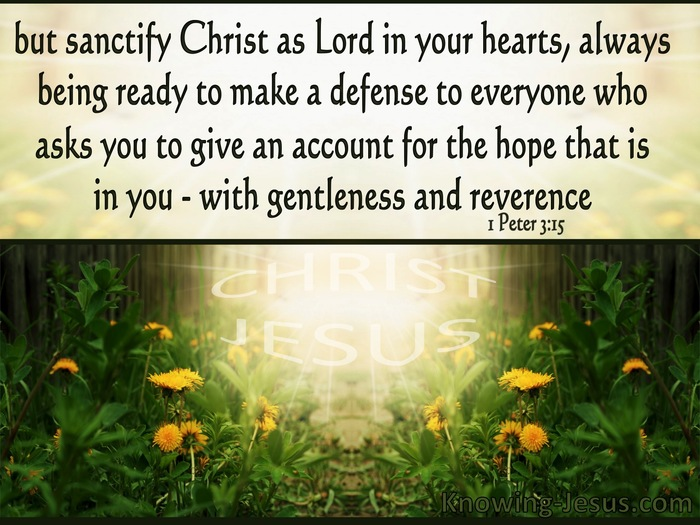 but sanctify Christ as Lord in your hearts, always
being ready to make a defense to everyone who
asks you to give an account for the hope that is
in you - with gentleness and reverence
1 Peter 3:15
CHRIST
JESUS
Knowing-Jesus.com